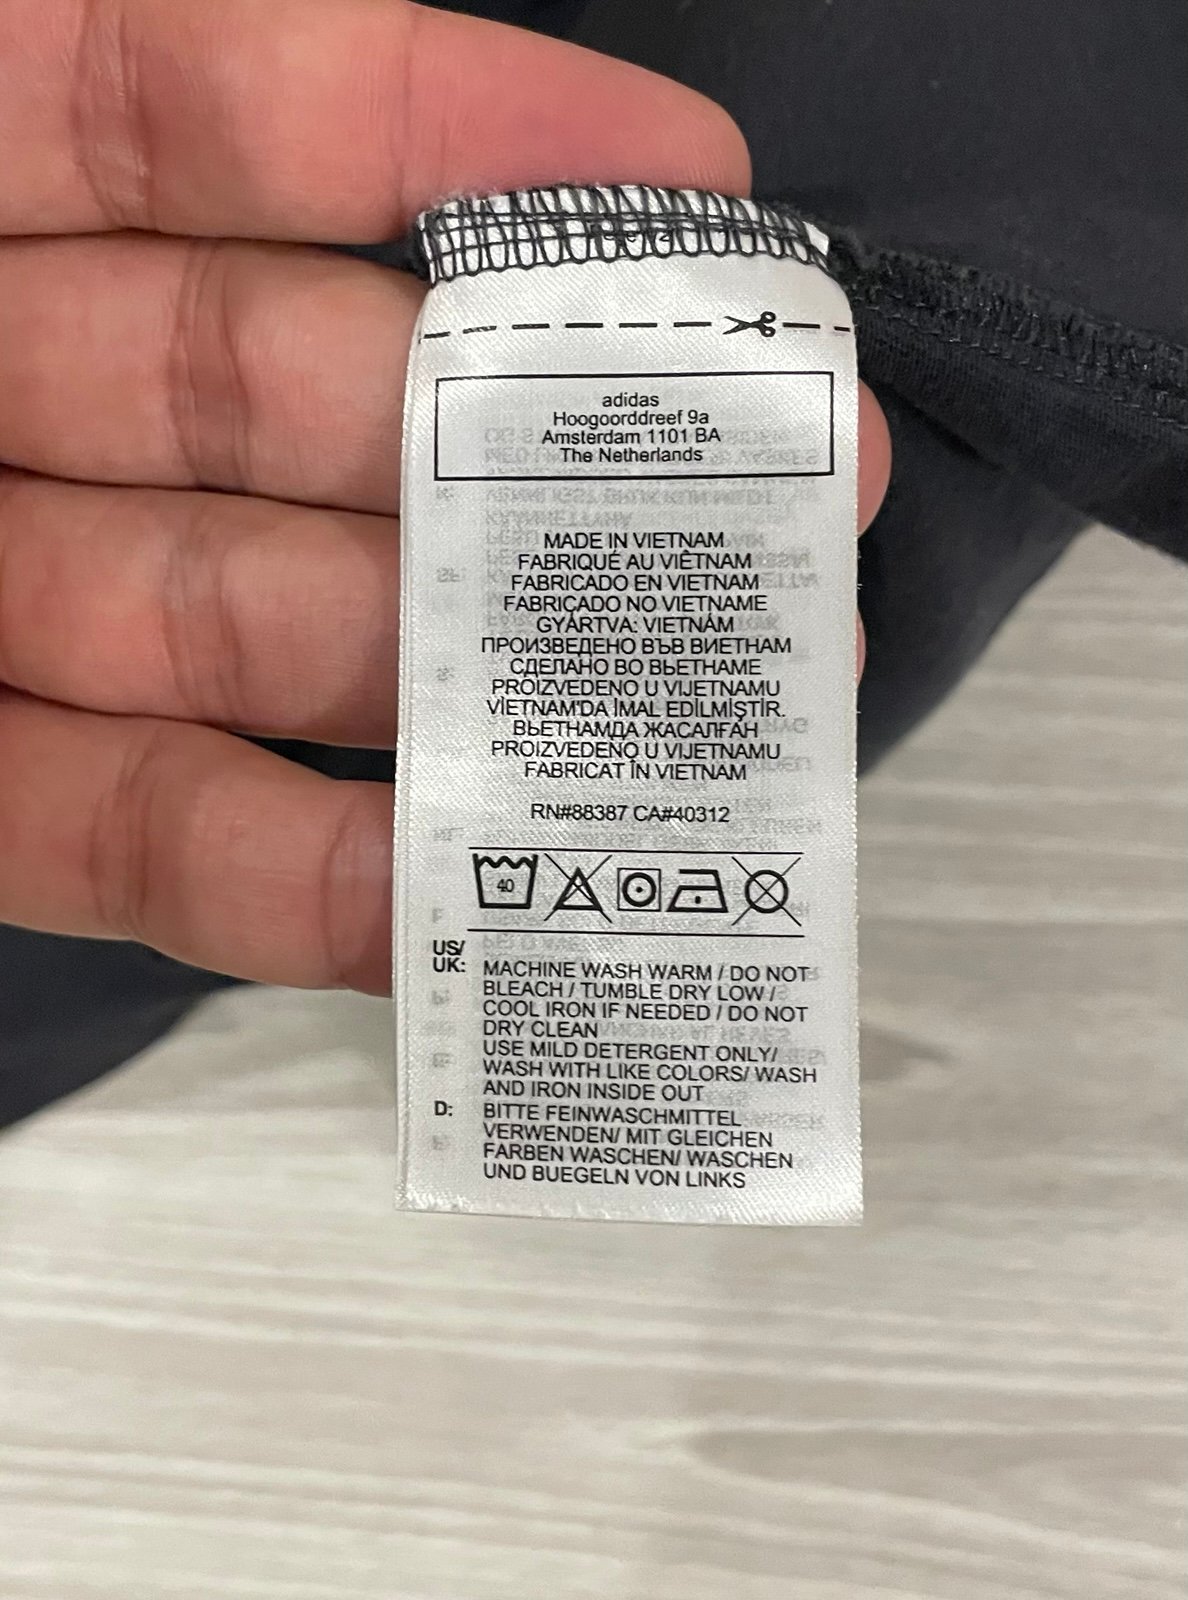 adidas
Hoogoorddreef 9a
Amsterdam 1101 BA
The Netherlands
MADE IN VIETNAM
FABRIQUÉ AU VIÊTNAM
FABRICADO EN VIETNAM
FABRICADO NO VIETNAME
GYÁRTVA: VIETNÁM
ПРОИЗВЕДЕНО ВЪВ ВИЕТНАМ
СДЕЛАНО ВО ВЬЕТНАМЕ
PROIZVEDENO U VIJETNAMU
VİETNAM'DA İMAL EDİLMİŞTİR.
ВЬЕТНАМДА ЖАСАЛҒАН
PROIZVEDENO U VIJETNAMU
FABRICAT ÎN VIETNAM
RN#88387 CA#40312
40
US/
UK: MACHINE WASH WARM / DO NOT
BLEACH / TUMBLE DRY LOW /
COOL IRON IF NEEDED / DO NOT
DRY CLEAN
USE MILD DETERGENT ONLY/
WASH WITH LIKE COLORS/ WASH
AND IRON INSIDE OUT
D: BITTE FEINWASCHMITTEL
VERWENDEN/ MIT GLEICHEN
FARBEN WASCHEN/ WASCHEN
UND BUEGELN VON LINKS